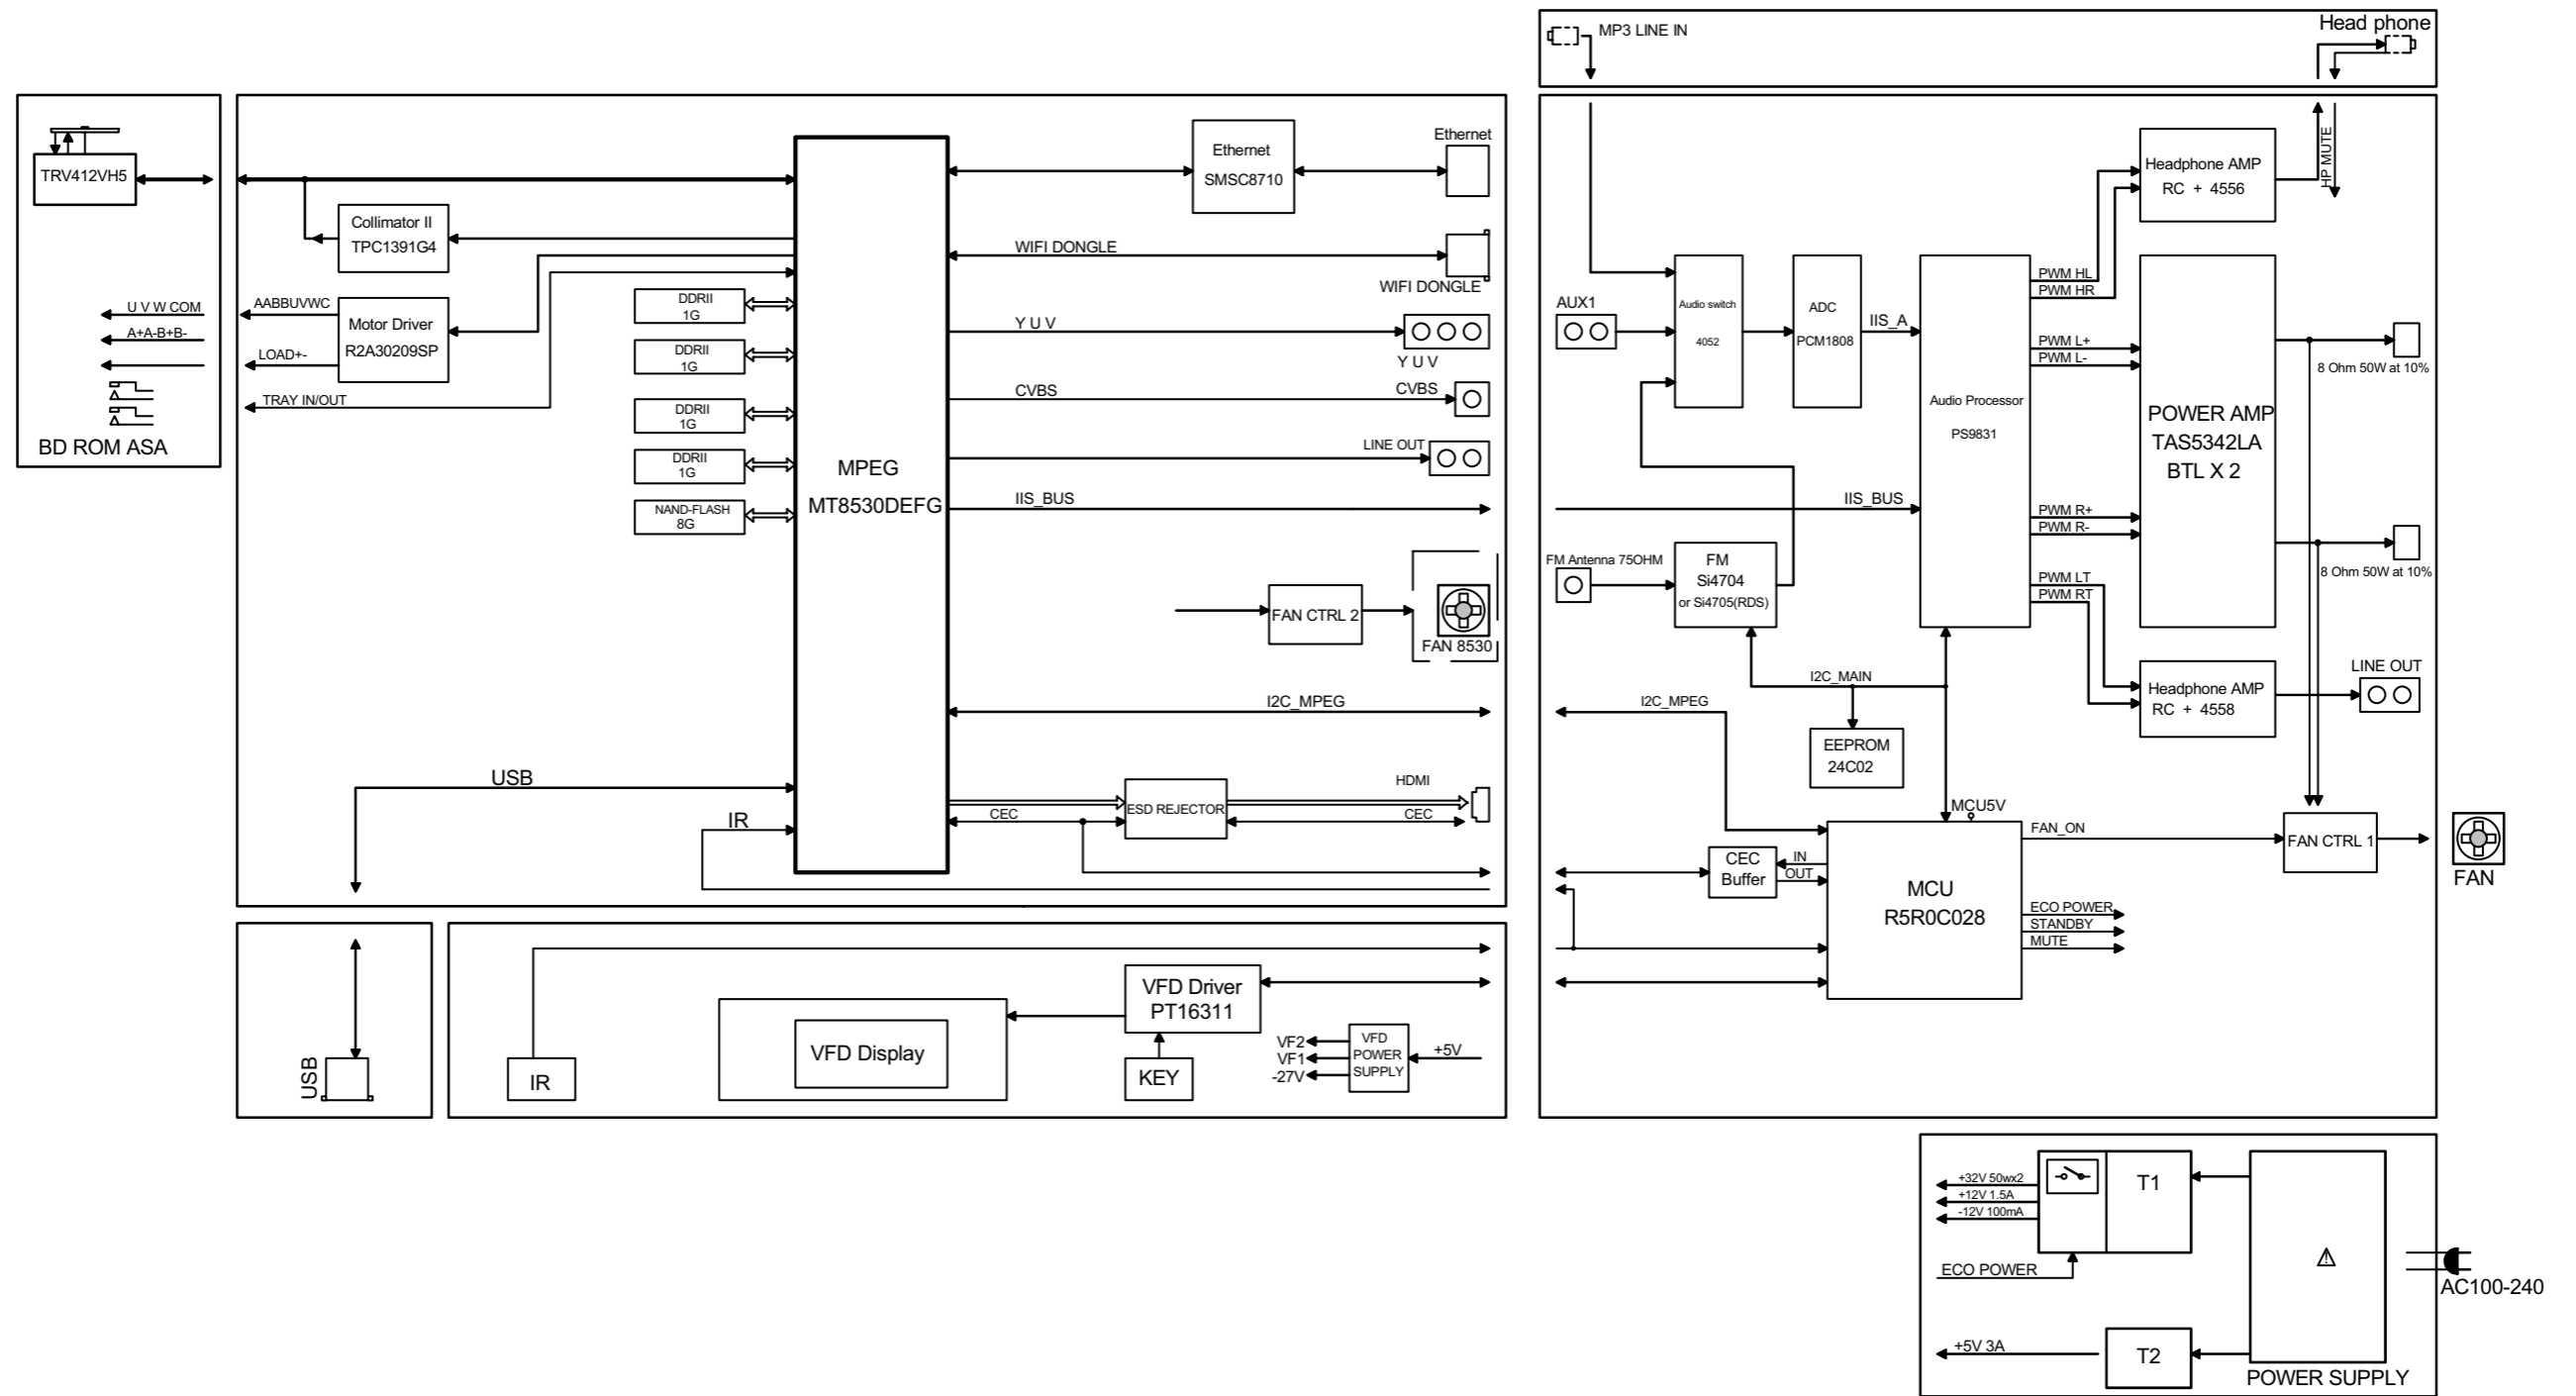 MP3 LINE IN
Head phone
TRV412VH5
U V W COM
A+A-B+B-
BD ROM ASA
Collimator II
TPC1391G4
AABBUVWC
Motor Driver
R2A30209SP
LOAD+-
TRAY IN/OUT
DDRII
1G
DDRII
1G
DDRII
1G
DDRII
1G
NAND-FLASH
8G
MPEG
MT8530DEFG
Ethernet
SMSC8710
Ethernet
WIFI DONGLE
WIFI DONGLE
Y U V
Y U V
CVBS
CVBS
LINE OUT
IIS_BUS
FAN CTRL 2
FAN 8530
I2C_MPEG
USB
IR
CEC
ESD REJECTOR
HDMI
CEC
USB
IR
VFD Display
VFD Driver
PT16311
KEY
VF2
VF1
-27V
VFD
POWER
SUPPLY
+5V
AUX1
Audio switch
4052
ADC
PCM1808
IIS_A
Audio Processor
PS9831
IIS_BUS
FM Antenna 75OHM
FM
Si4704
or Si4705(RDS)
PWM HL
PWM HR
PWM L+
PWM L-
PWM R+
PWM R-
PWM LT
PWM RT
Headphone AMP
RC + 4556
HP MUTE
POWER AMP
TAS5342LA
BTL X 2
8 Ohm 50W at 10%
8 Ohm 50W at 10%
Headphone AMP
RC + 4558
LINE OUT
I2C_MAIN
I2C_MPEG
EEPROM
24C02
MCU5V
CEC
Buffer
IN
OUT
MCU
R5R0C028
FAN_ON
FAN CTRL 1
FAN
ECO POWER
STANDBY
MUTE
+32V 50wx2
+12V 1.5A
-12V 100mA
T1
ECO POWER
+5V 3A
T2
AC100-240
POWER SUPPLY